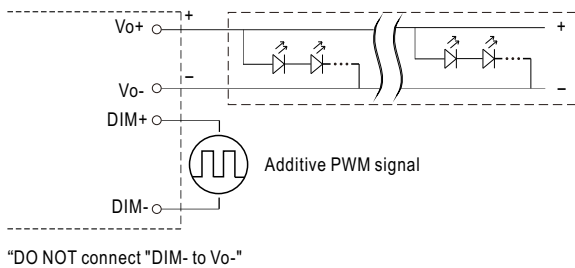 Vo+
+
+
–
Vo-
–
DIM+
Additive PWM signal
DIM-
“DO NOT connect "DIM- to Vo-"